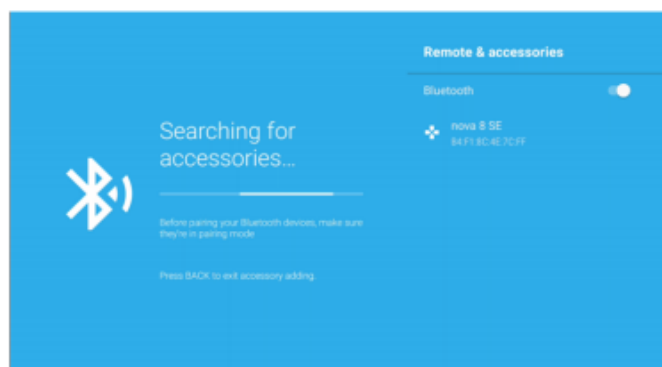 Remote & accessories
Bluetooth
nova 8 SE
84:F1:8C:4E:7C:FF
Searching for
accessories...
Before pairing your Bluetooth devices, make sure
they're in pairing mode
Press BACK to exit accessory adding.